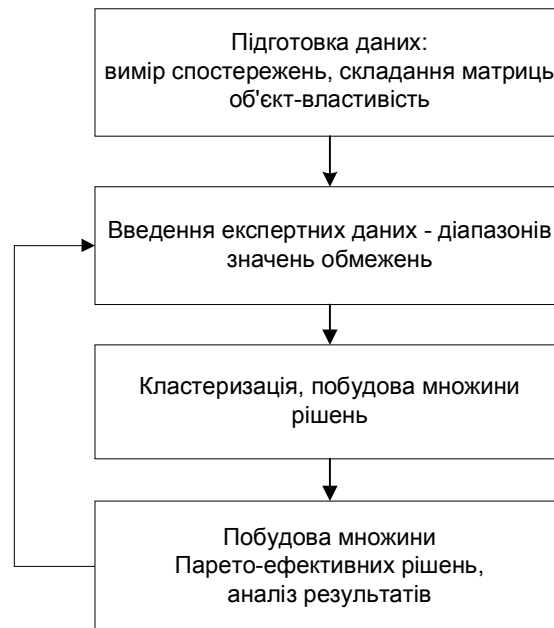 Підготовка даних:
вимір спостережень, складання матриць
об'єкт-властивість
Введення експертних даних - діапазонів
значень обмежень
Кластеризація, побудова множини
рішень
Побудова множини
Парето-ефективних рішень,
аналіз результатів